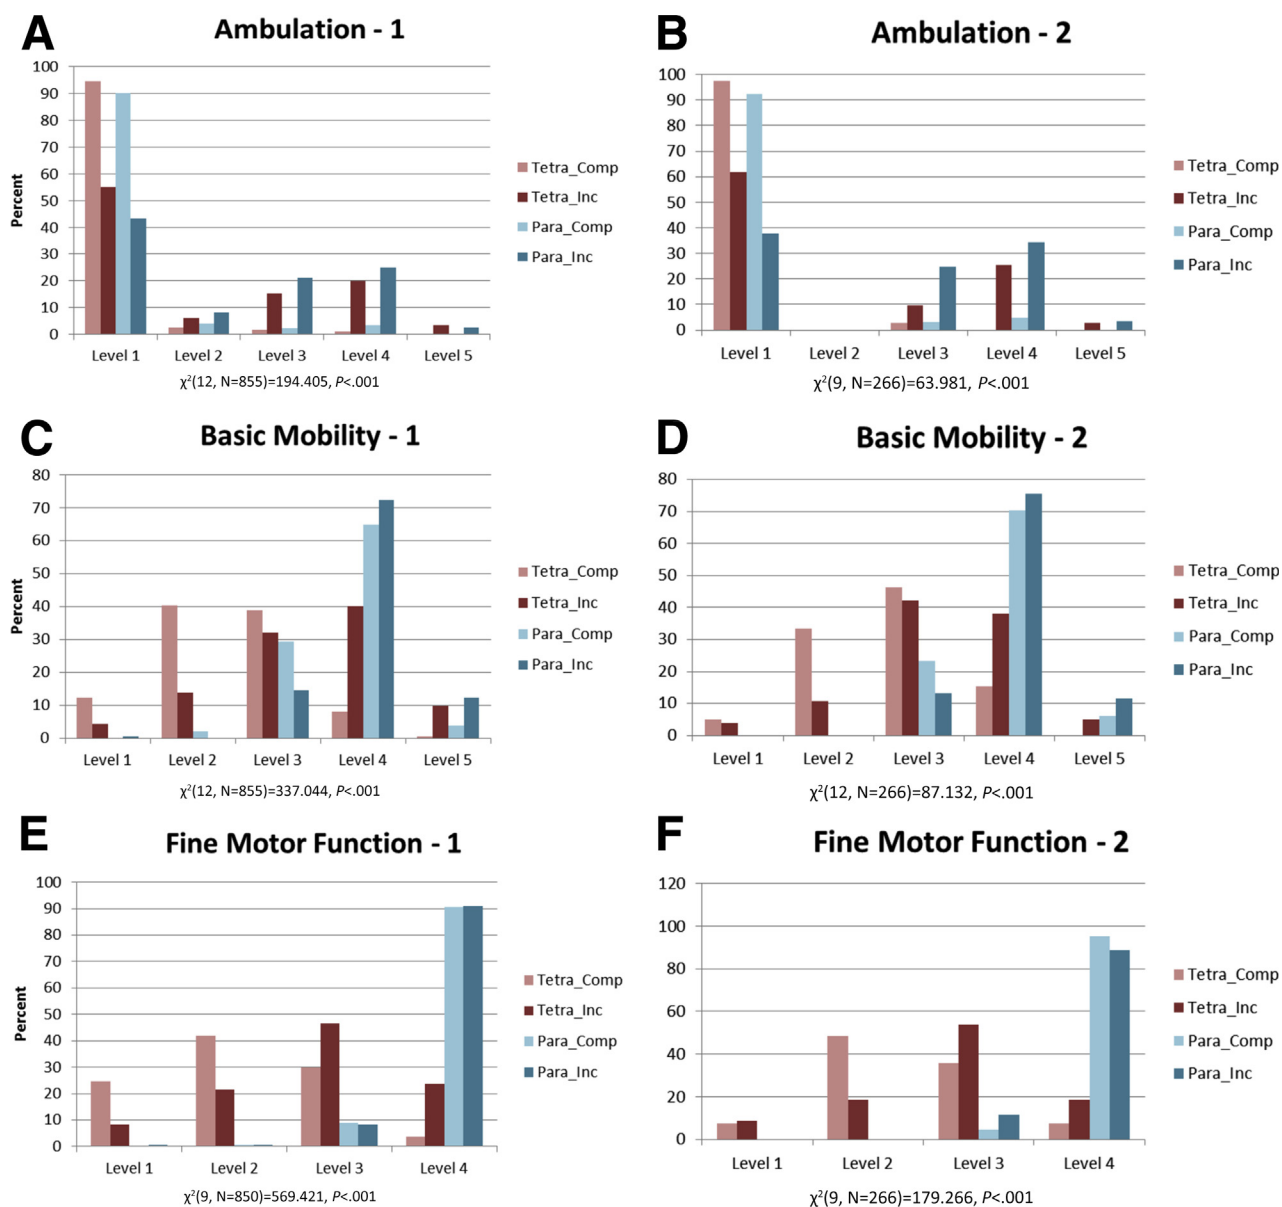 A
Ambulation - 1
100
90
80
70
60
50
40
30
20
10
0
Percent
Level 1 Level 2 Level 3 Level 4 Level 5
Tetra_Comp
Tetra_Inc
Para_Comp
Para_Inc
χ²(12, N=855)=194.405, P<.001
B
Ambulation - 2
100
90
80
70
60
50
40
30
20
10
0
Level 1 Level 2 Level 3 Level 4 Level 5
Tetra_Comp
Tetra_Inc
Para_Comp
Para_Inc
χ²(9, N=266)=63.981, P<.001
C
Basic Mobility - 1
80
70
60
50
40
30
20
10
0
Percent
Level 1 Level 2 Level 3 Level 4 Level 5
Tetra_Comp
Tetra_Inc
Para_Comp
Para_Inc
χ²(12, N=855)=337.044, P<.001
D
Basic Mobility - 2
80
70
60
50
40
30
20
10
0
Level 1 Level 2 Level 3 Level 4 Level 5
Tetra_Comp
Tetra_Inc
Para_Comp
Para_Inc
χ²(12, N=266)=87.132, P<.001
E
Fine Motor Function - 1
100
90
80
70
60
50
40
30
20
10
0
Percent
Level 1 Level 2 Level 3 Level 4
Tetra_Comp
Tetra_Inc
Para_Comp
Para_Inc
χ²(9, N=850)=569.421, P<.001
F
Fine Motor Function - 2
120
100
80
60
40
20
0
Level 1 Level 2 Level 3 Level 4
Tetra_Comp
Tetra_Inc
Para_Comp
Para_Inc
χ²(9, N=266)=179.266, P<.001